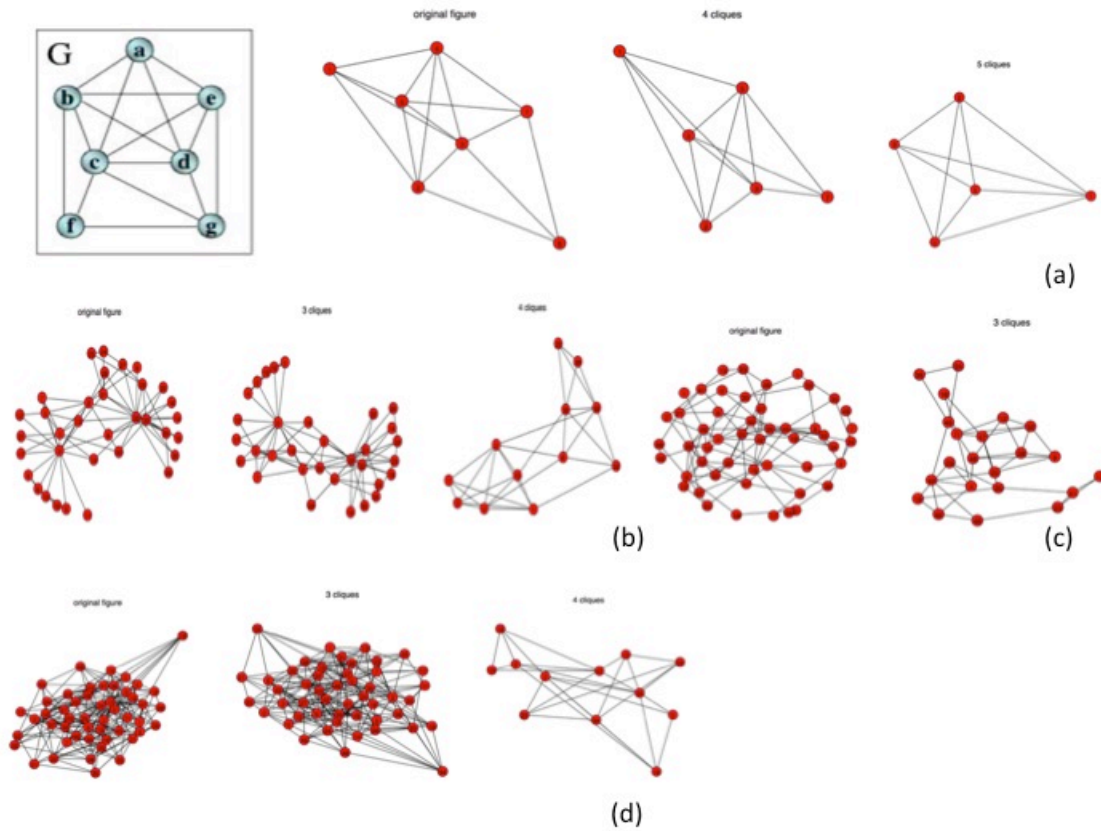 original figure
4 cliques
5 cliques
G
a
b
e
c
d
f
g
(a)
original figure
3 cliques
4 cliques
original figure
3 cliques
(b)
(c)
original figure
3 cliques
4 cliques
(d)